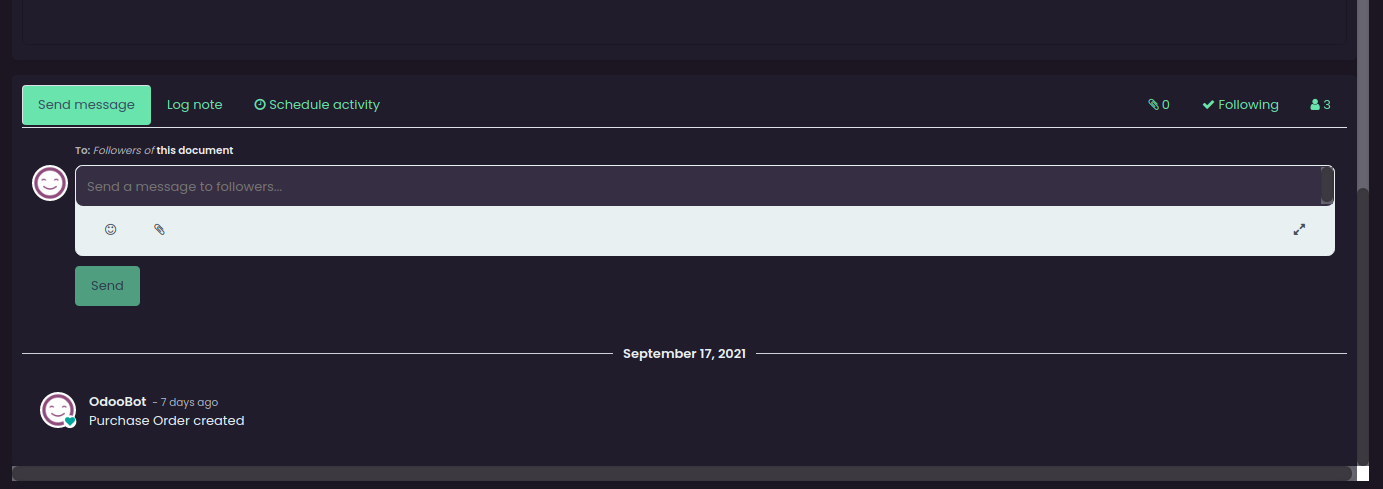 Send message Log note Schedule activity 0 Following 3
To: Followers of this document
Send a message to followers...
Send
September 17, 2021
OdooBot - 7 days ago
Purchase Order created